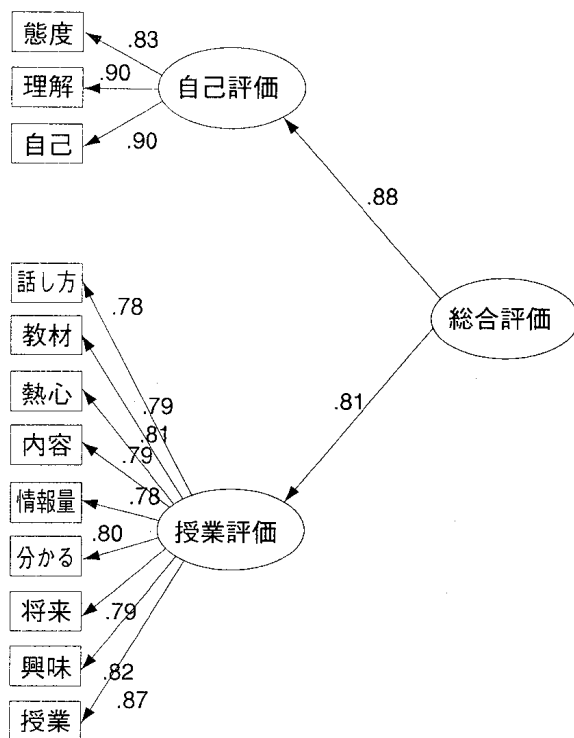 態度
.83
理解
.90
自己評価
自己
.90
.88
総合評価
.81
話し方
.78
教材
.79
熱心
.81
内容
.79
情報量
.78
授業評価
分かる
.80
将来
.79
興味
.82
授業
.87